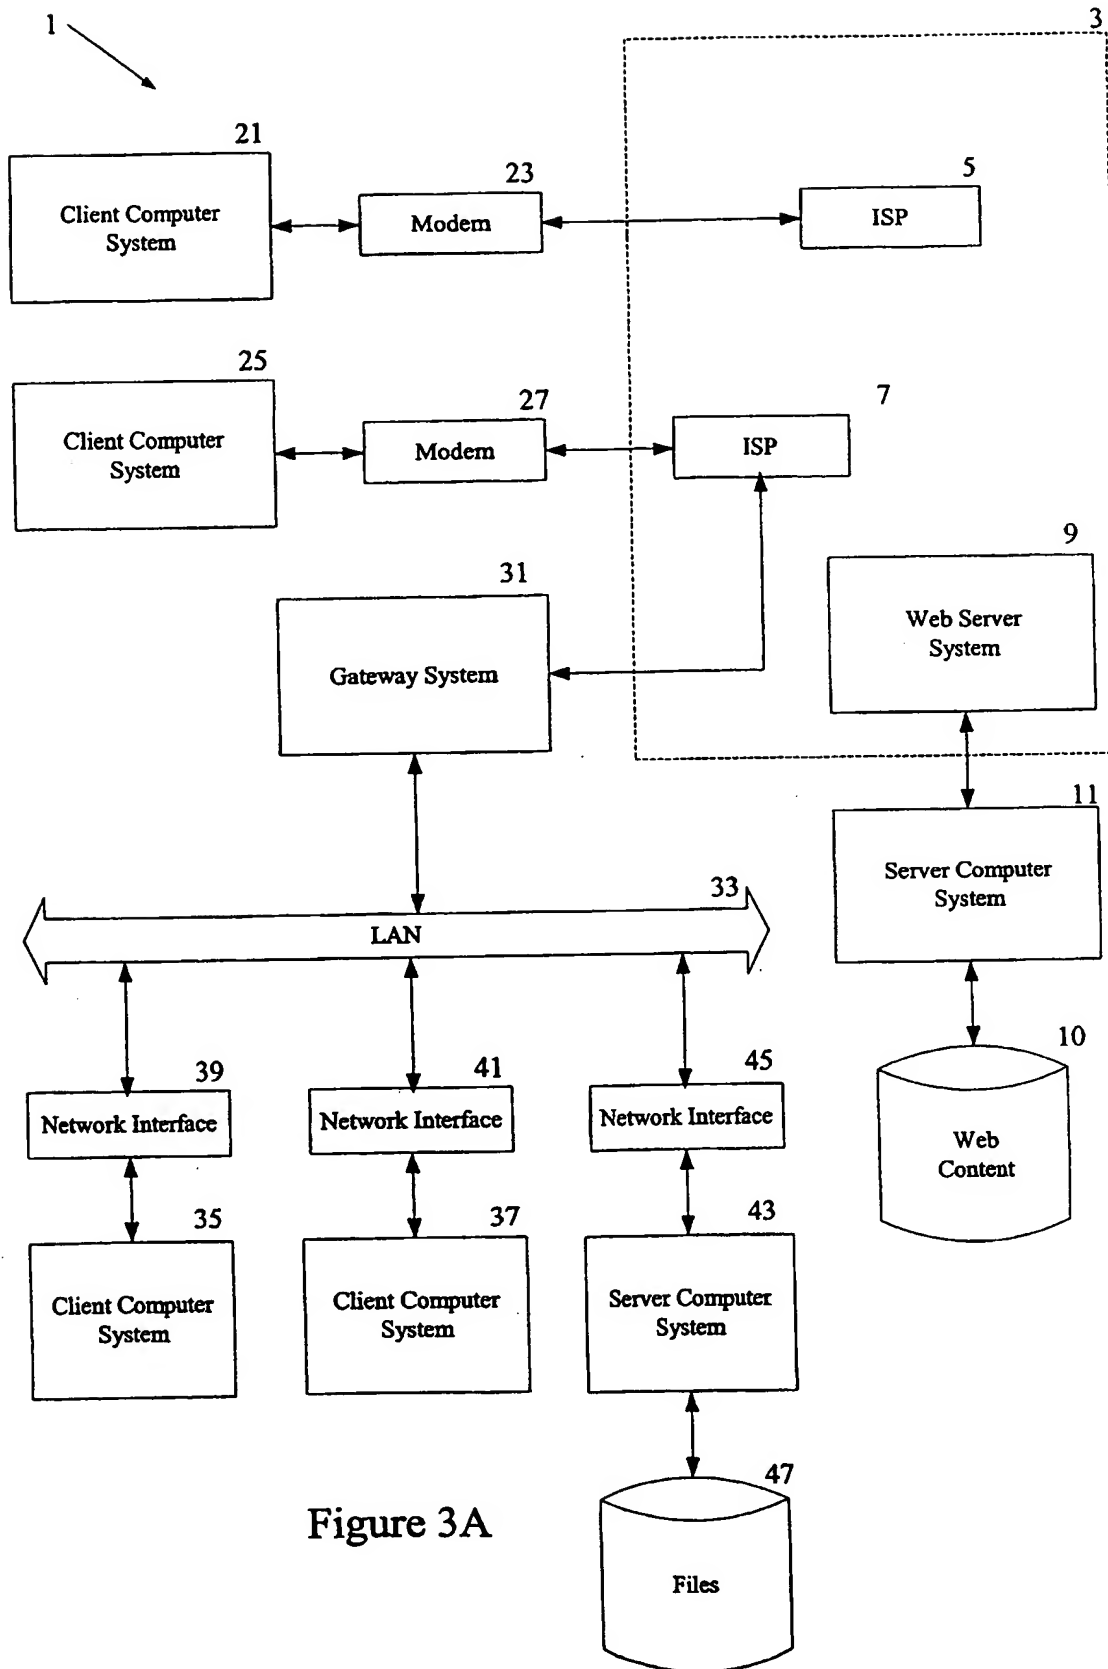 1
3
21
Client Computer
System
23
Modem
5
ISP
25
Client Computer
System
27
Modem
7
ISP
9
Web Server
System
31
Gateway System
11
Server Computer
System
33
LAN
10
Web
Content
39
Network Interface
41
Network Interface
45
Network Interface
35
Client Computer
System
37
Client Computer
System
43
Server Computer
System
47
Files
Figure 3A